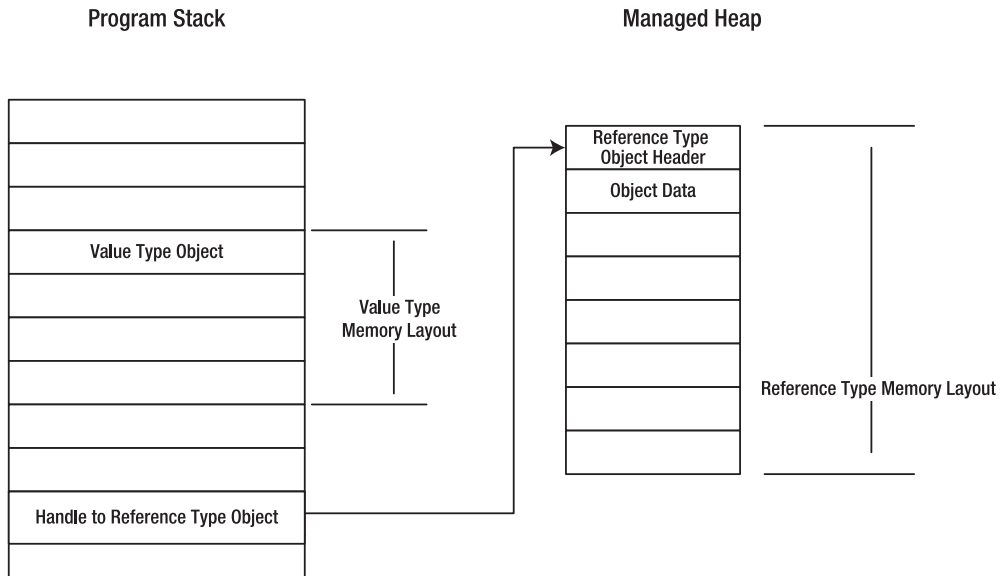 Program Stack
Managed Heap
Reference Type
Object Header
Object Data
Value Type Object
Value Type
Memory Layout
Reference Type Memory Layout
Handle to Reference Type Object